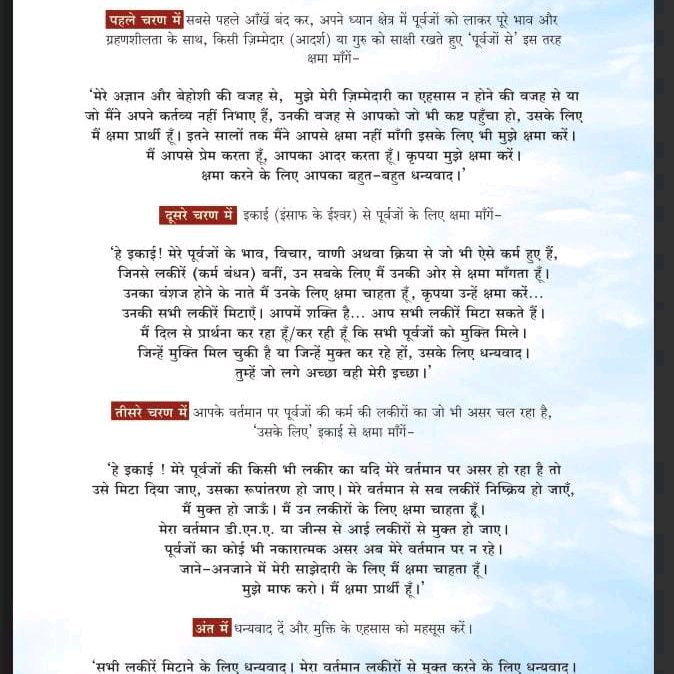 पहले चरण में सबसे पहले आँखें बंद कर, अपने ध्यान क्षेत्र में पूर्वजों को लाकर पूरे भाव और
ग्रहणशीलता के साथ, किसी ज़िम्मेदार (आदर्श) या गुरु को साक्षी रखते हुए 'पूर्वजों से' इस तरह
क्षमा माँगें–
'मेरे अज्ञान और बेहोशी की वजह से, मुझे मेरी ज़िम्मेदारी का एहसास न होने की वजह से या
जो मैंने अपने कर्तव्य नहीं निभाए हैं, उनकी वजह से आपको जो भी कष्ट पहुँचा हो, उसके लिए
मैं क्षमा प्रार्थी हूँ। इतने सालों तक मैंने आपसे क्षमा नहीं माँगी इसके लिए भी मुझे क्षमा करें।
मैं आपसे प्रेम करता हूँ, आपका आदर करता हूँ। कृपया मुझे क्षमा करें।
क्षमा करने के लिए आपका बहुत-बहुत धन्यवाद।'
दूसरे चरण में इकाई (इंसाफ के ईश्वर) से पूर्वजों के लिए क्षमा माँगें–
'हे इकाई! मेरे पूर्वजों के भाव, विचार, वाणी अथवा क्रिया से जो भी ऐसे कर्म हुए हैं,
जिनसे लकीरें (कर्म बंधन) बनीं, उन सबके लिए मैं उनकी ओर से क्षमा माँगता हूँ।
उनका वंशज होने के नाते मैं उनके लिए क्षमा चाहता हूँ, कृपया उन्हें क्षमा करें...
उनकी सभी लकीरें मिटाएँ। आपमें शक्ति है... आप सभी लकीरें मिटा सकते हैं।
मैं दिल से प्रार्थना कर रहा हूँ/कर रही हूँ कि सभी पूर्वजों को मुक्ति मिले।
जिन्हें मुक्ति मिल चुकी है या जिन्हें मुक्त कर रहे हों, उसके लिए धन्यवाद।
तुम्हें जो लगे अच्छा वही मेरी इच्छा।'
तीसरे चरण में आपके वर्तमान पर पूर्वजों की कर्म की लकीरों का जो भी असर चल रहा है,
'उसके लिए' इकाई से क्षमा माँगें–
'हे इकाई ! मेरे पूर्वजों की किसी भी लकीर का यदि मेरे वर्तमान पर असर हो रहा है तो
उसे मिटा दिया जाए, उसका रूपांतरण हो जाए। मेरे वर्तमान से सब लकीरें निष्क्रिय हो जाएँ,
मैं मुक्त हो जाऊँ। मैं उन लकीरों के लिए क्षमा चाहता हूँ।
मेरा वर्तमान डी.एन.ए. या जीन्स से आई लकीरों से मुक्त हो जाए।
पूर्वजों का कोई भी नकारात्मक असर अब मेरे वर्तमान पर न रहे।
जाने-अनजाने में मेरी साझेदारी के लिए मैं क्षमा चाहता हूँ।
मुझे माफ करो। मैं क्षमा प्रार्थी हूँ।'
अंत में धन्यवाद दें और मुक्ति के एहसास को महसूस करें।
'सभी लकीरें मिटाने के लिए धन्यवाद। मेरा वर्तमान लकीरों से मुक्त करने के लिए धन्यवाद।